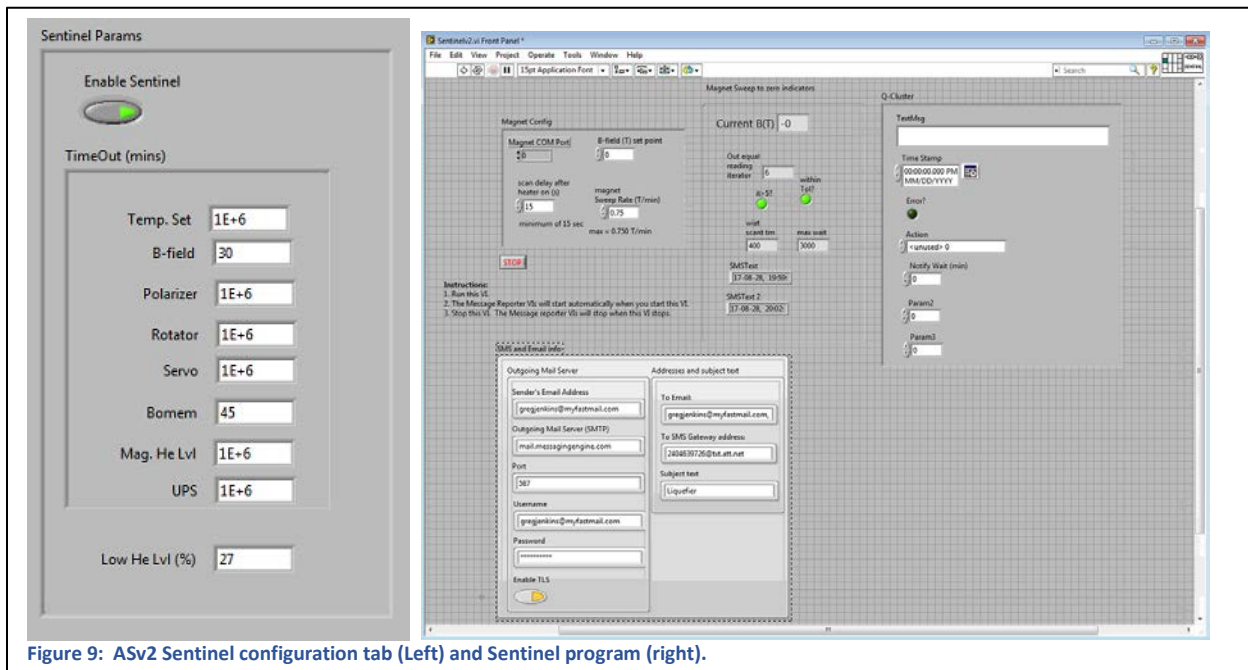 Sentinel Params
Enable Sentinel
TimeOut (mins)
Temp. Set 1E+6
B-field 30
Polarizer 1E+6
Rotator 1E+6
Servo 1E+6
Bomem 45
Mag. He Lvl 1E+6
UPS 1E+6
Low He Lvl (%) 27
Sentinelv2.vi Front Panel *
File Edit View Project Operate Tools Window Help
15pt Application Font
Search
Magnet Config
Magnet COM Port
0
B-field (T) set point
0
scan delay after
heater on (s)
15
minimum of 15 sec
magnet
Sweep Rate (T/min)
0.75
max = 0.750 T/min
STOP
Instructions:
1. Run this VI.
2. The Message Reporter VIs will start automatically when you start this VI.
3. Stop this VI. The Message reporter VIs will stop when this VI stops.
Magnet Sweep to zero indicators
Current B(T) -0
Out equal
reading
iterator 6
it>5?
within
Tol?
wait
scant tim
400
max wait
3000
SMSText
17-08-28, 19:59:
SMSText 2
17-08-28, 20:02:
Q-Cluster
TextMsg
Time Stamp
00:00:00.000 PM
MM/DD/YYYY
Error?
Action
<unused> 0
Notify Wait (min)
0
Param2
0
Param3
0
SMS and Email info
Outgoing Mail Server
Sender's Email Address
gregjenkins@myfastmail.com
Outgoing Mail Server (SMTP)
mail.messagingengine.com
Port
587
Username
gregjenkins@myfastmail.com
Password
**********
Enable TLS
Addresses and subject text
To Email:
gregjenkins@myfastmail.com,
To SMS Gateway address:
2404639726@txt.att.net
Subject text
Liquefier
Figure 9: ASv2 Sentinel configuration tab (Left) and Sentinel program (right).